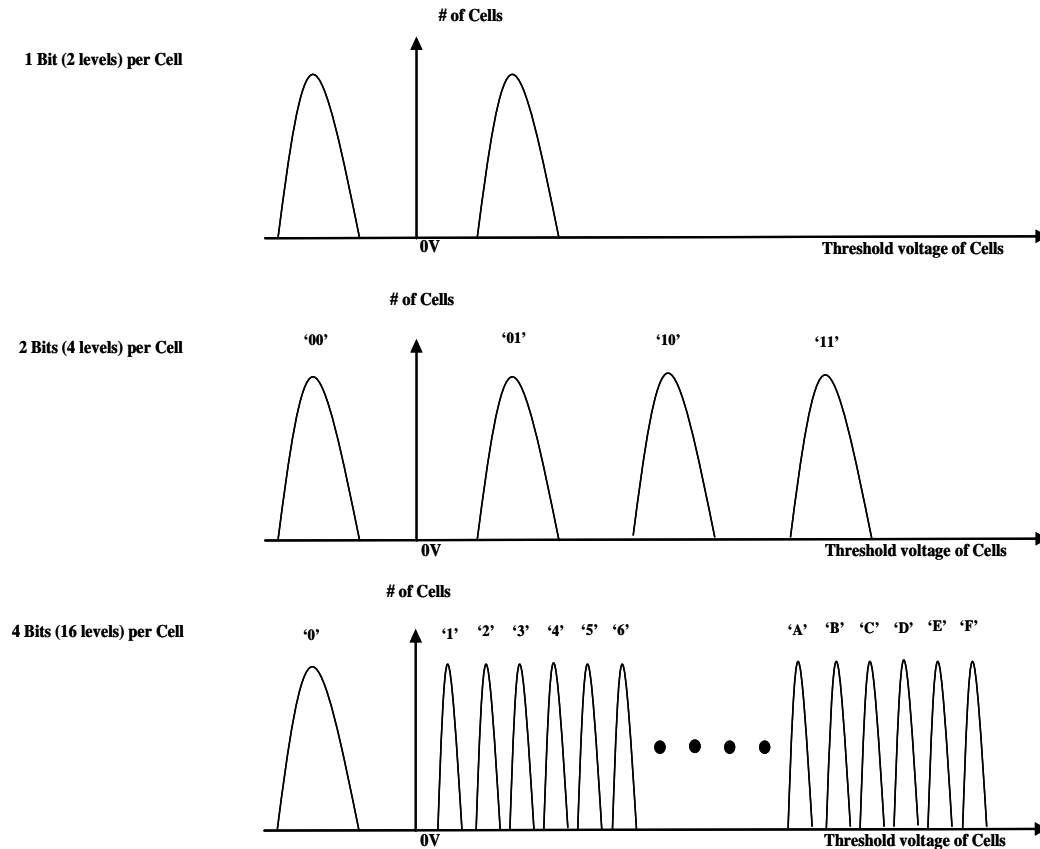 # of Cells
1 Bit (2 levels) per Cell
0V
Threshold voltage of Cells
# of Cells
2 Bits (4 levels) per Cell
‘00’ ‘01’ ‘10’ ‘11’
0V
Threshold voltage of Cells
# of Cells
4 Bits (16 levels) per Cell
‘0’ ‘1’ ‘2’ ‘3’ ‘4’ ‘5’ ‘6’ ‘A’ ‘B’ ‘C’ ‘D’ ‘E’ ‘F’
0V
Threshold voltage of Cells